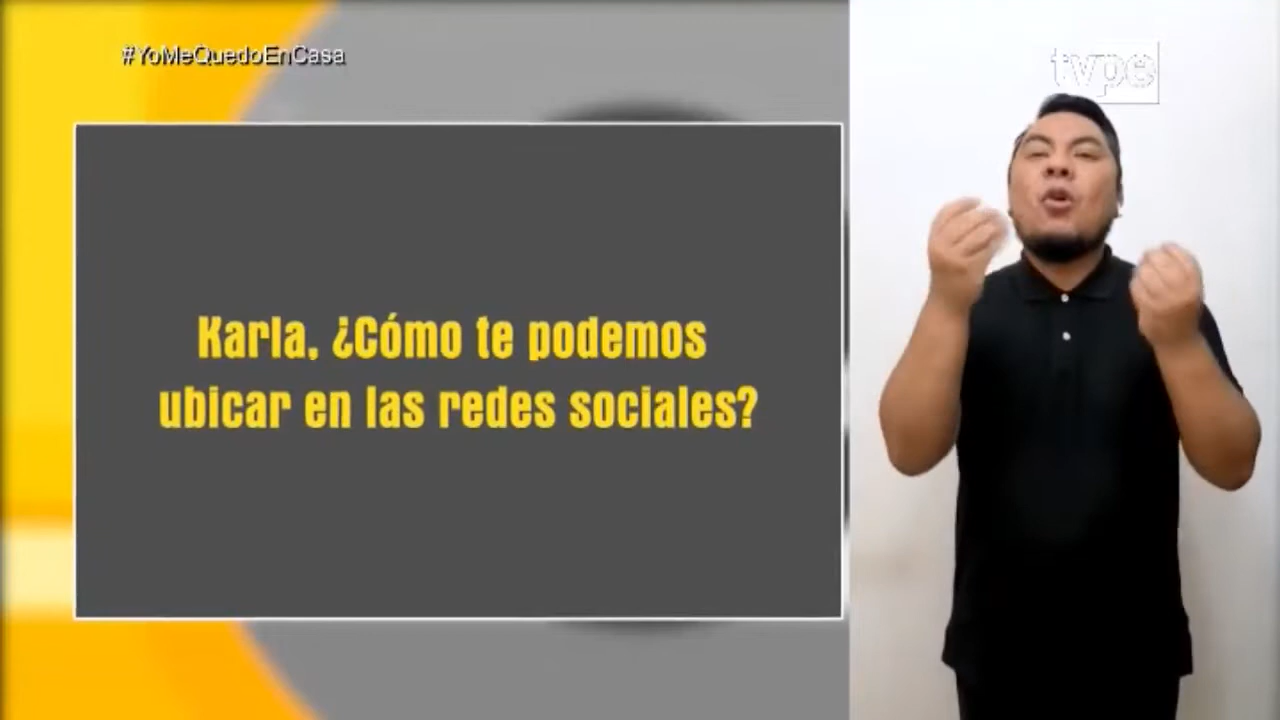 #YoMeQuedoEnCasa
tvpe
Karla, ¿Cómo te podemos
ubicar en las redes sociales?